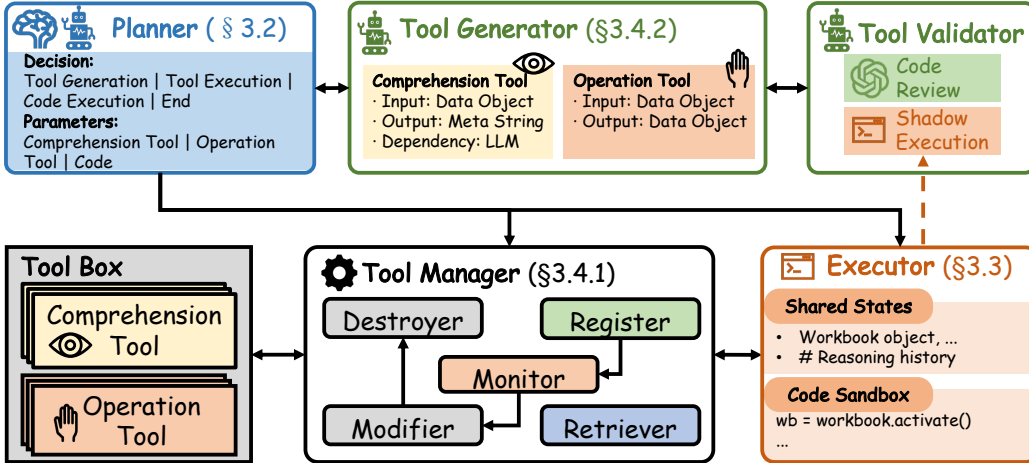 Planner ( § 3.2)
Decision:
Tool Generation | Tool Execution |
Code Execution | End
Parameters:
Comprehension Tool | Operation
Tool | Code
Tool Generator (§3.4.2)
Comprehension Tool
· Input: Data Object
· Output: Meta String
· Dependency: LLM
Operation Tool
· Input: Data Object
· Output: Data Object
Tool Validator
Code
Review
Shadow
Execution
Tool Box
Comprehension
Tool
Operation
Tool
Tool Manager (§3.4.1)
Destroyer
Register
Monitor
Modifier
Retriever
Executor (§3.3)
Shared States
• Workbook object, ...
• # Reasoning history
Code Sandbox
wb = workbook.activate()
...